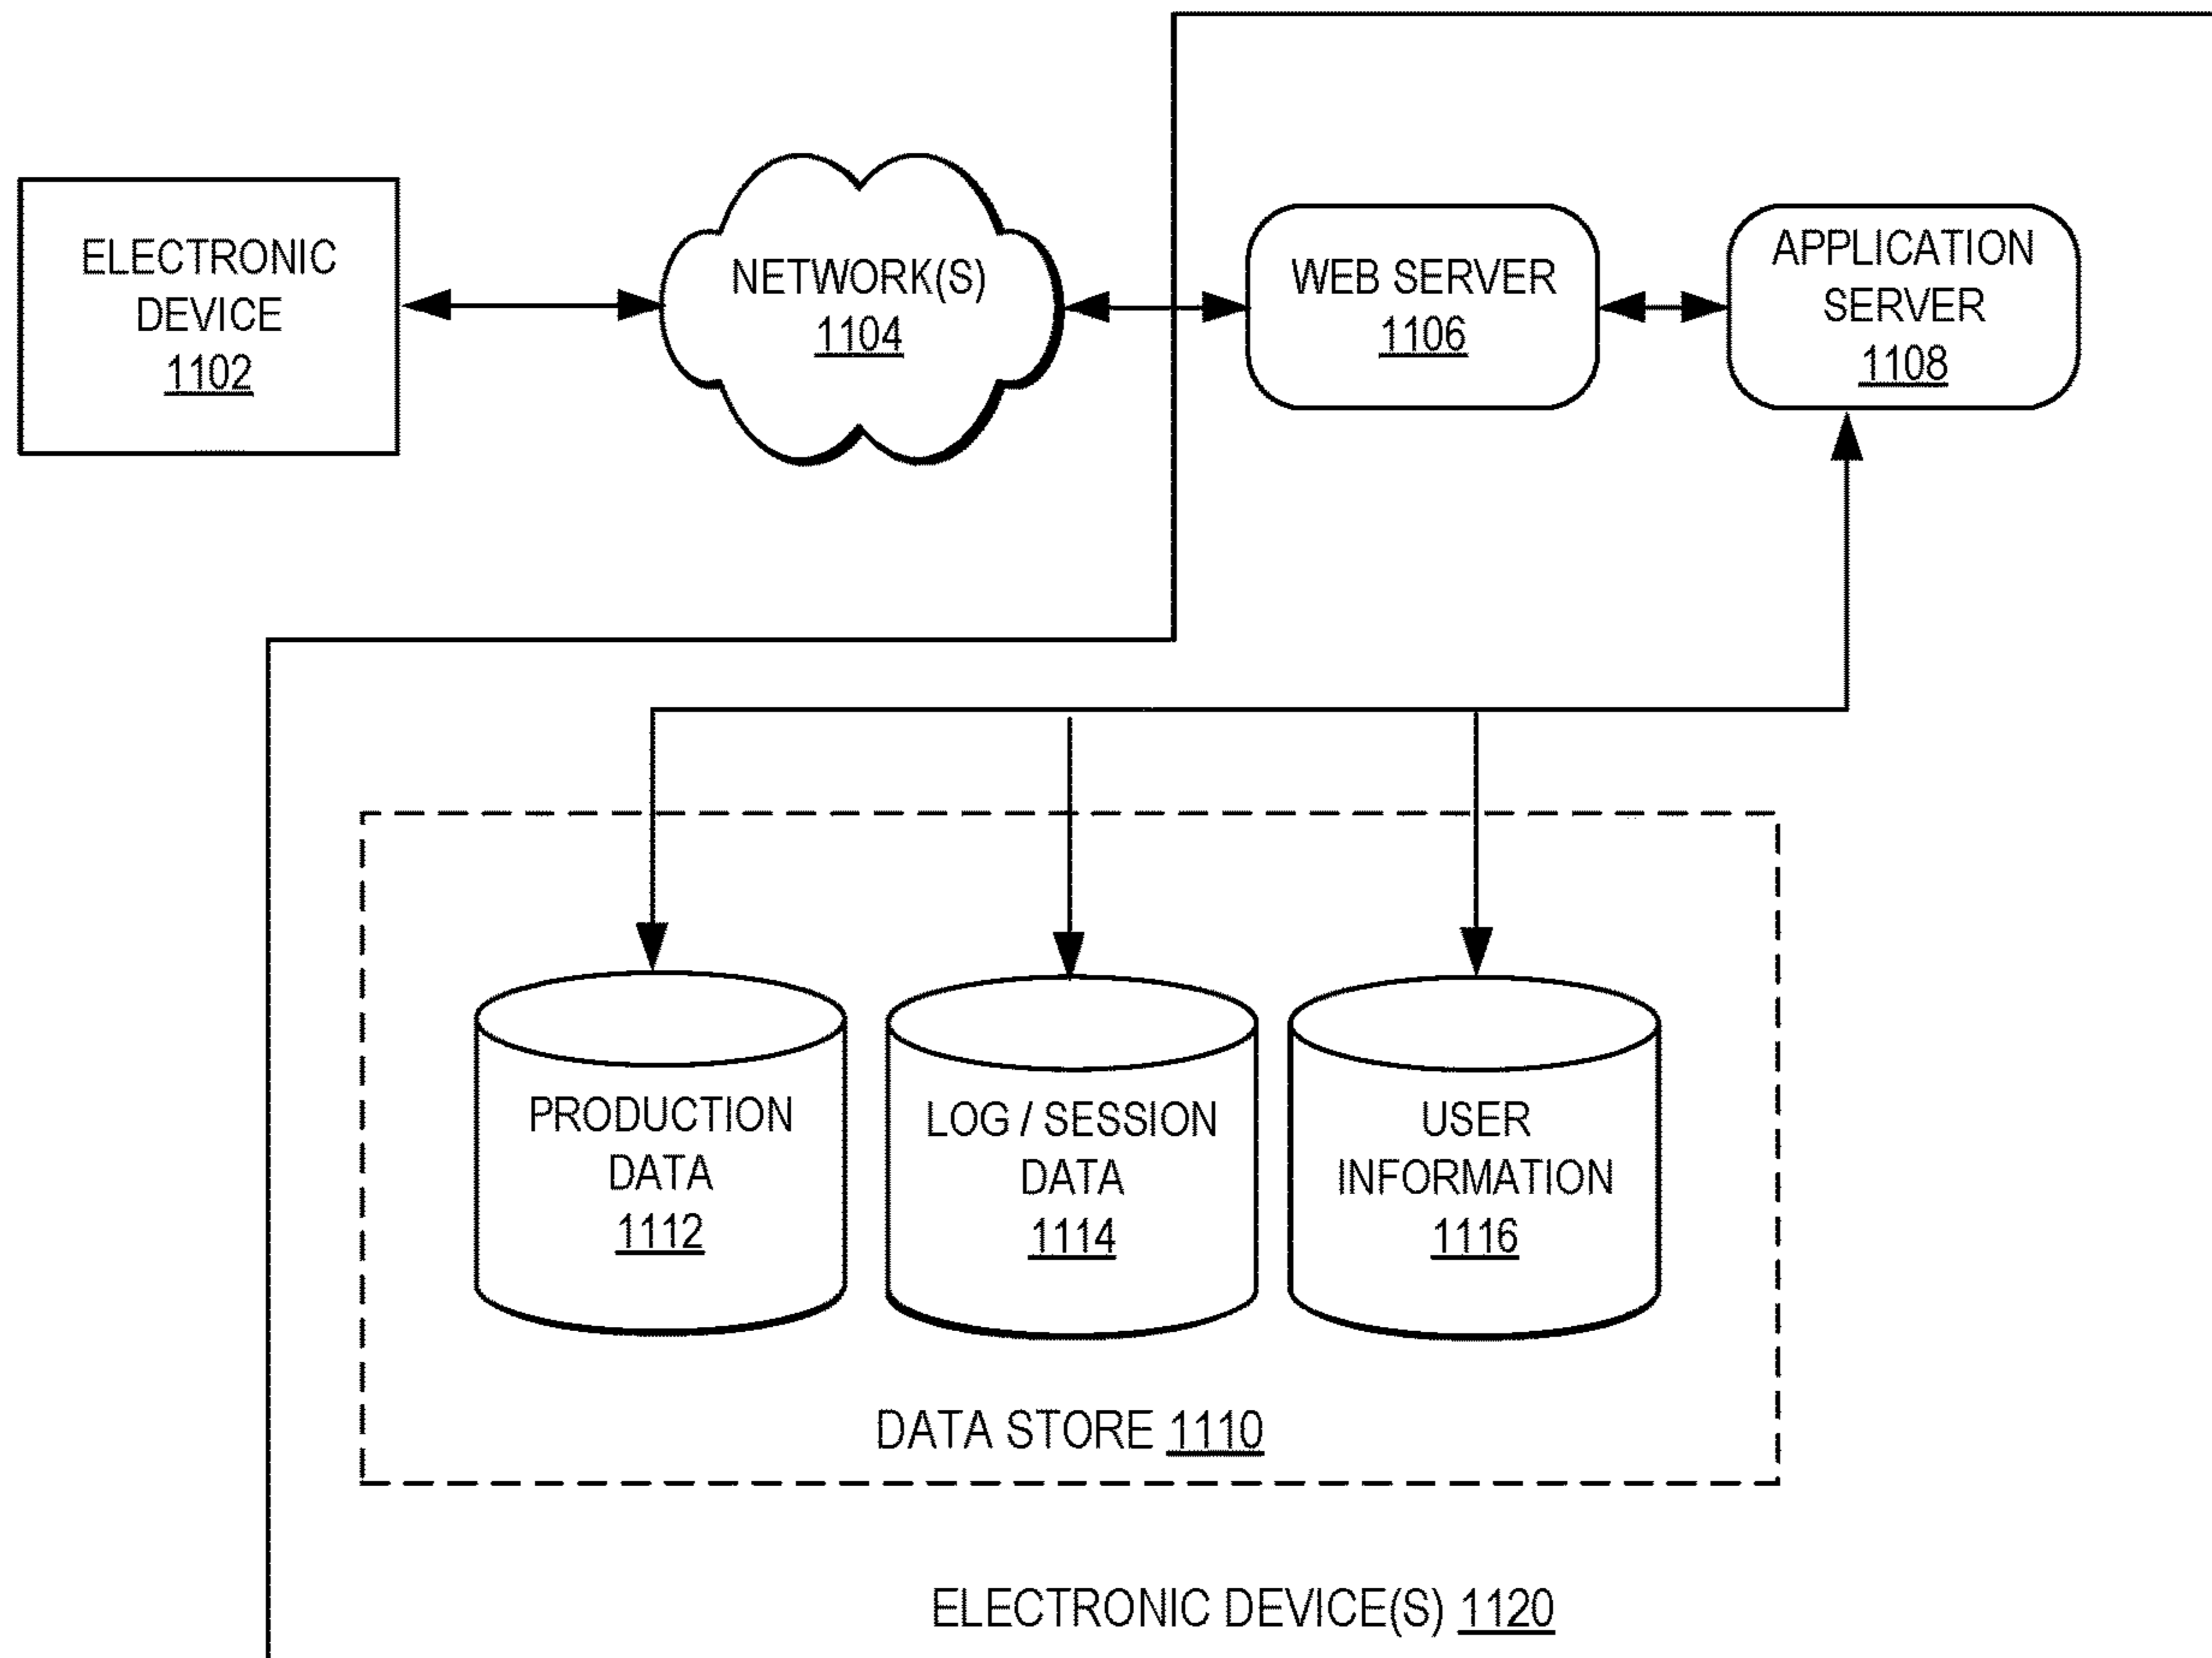 ELECTRONIC
DEVICE
1102
NETWORK(S)
1104
WEB SERVER
1106
APPLICATION
SERVER
1108
PRODUCTION
DATA
1112
LOG / SESSION
DATA
1114
USER
INFORMATION
1116
DATA STORE 1110
ELECTRONIC DEVICE(S) 1120